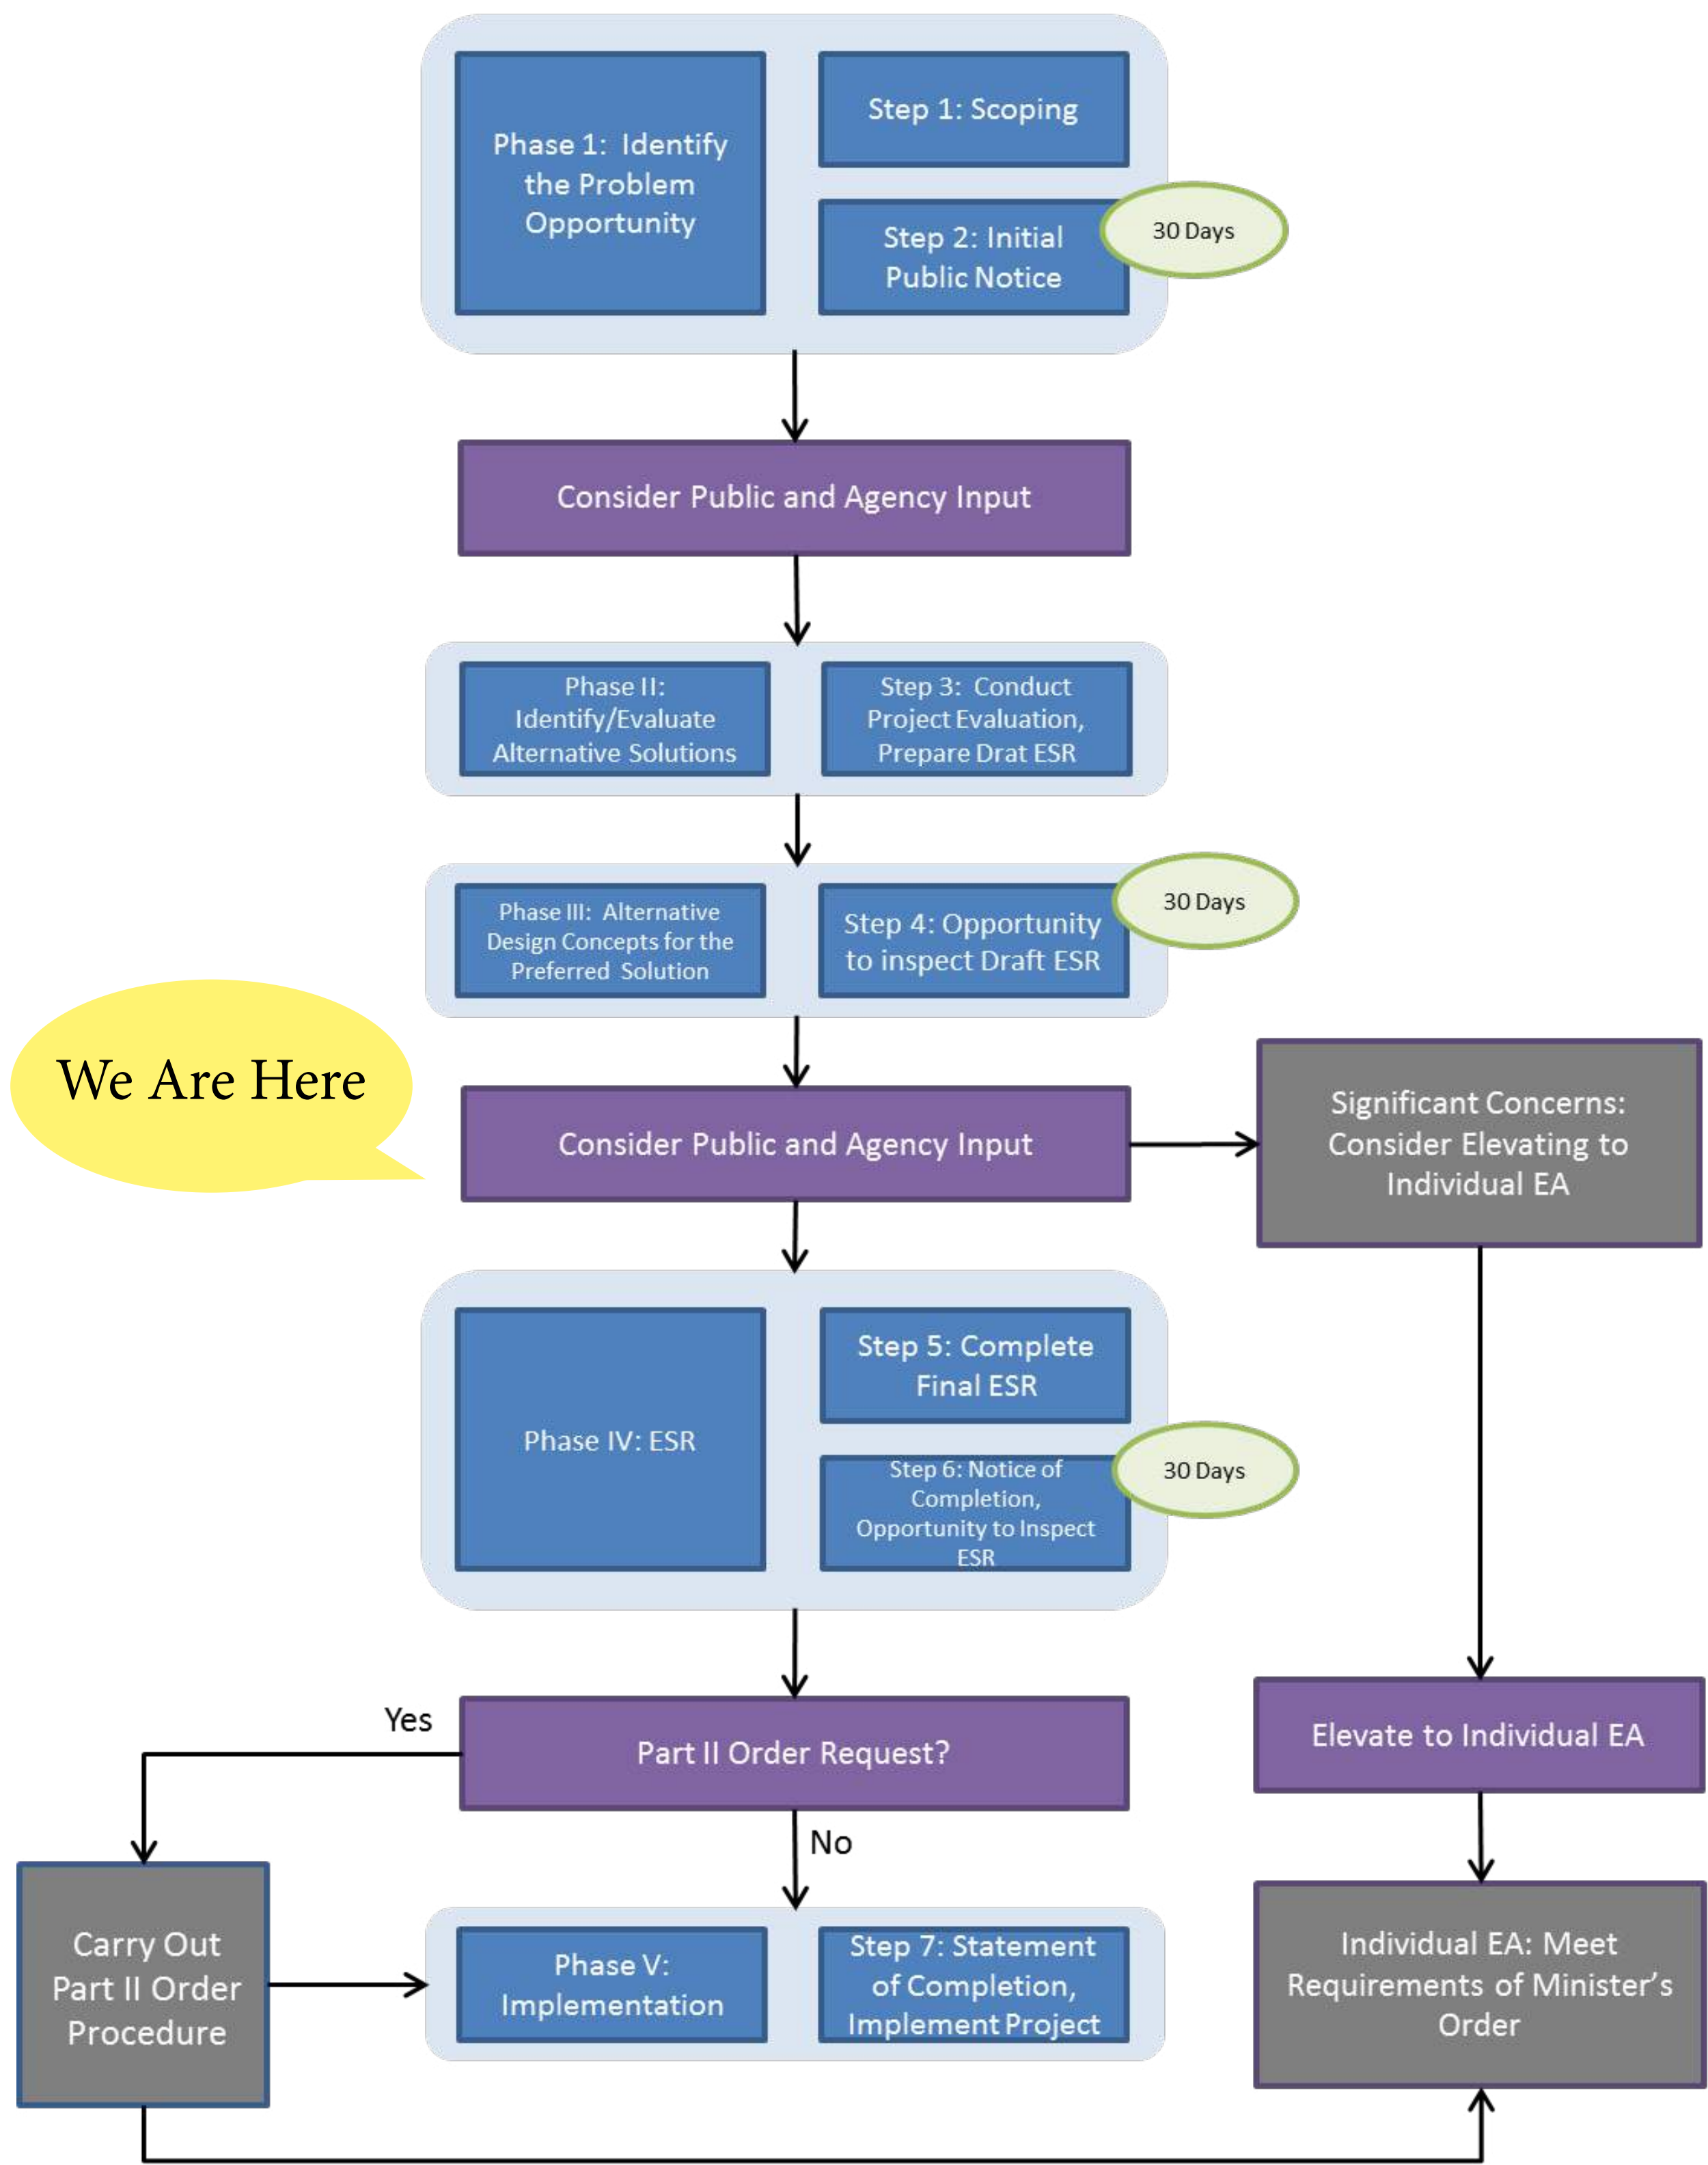 Phase 1:  Identify
the Problem
Opportunity
Step 1: Scoping
Step 2: Initial
Public Notice
30 Days
Consider Public and Agency Input
Phase II:
Identify/Evaluate
Alternative Solutions
Step 3:  Conduct
Project Evaluation,
Prepare Drat ESR
Phase III:  Alternative
Design Concepts for the
Preferred  Solution
Step 4: Opportunity
to inspect Draft ESR
30 Days
We Are Here
Consider Public and Agency Input
Significant Concerns:
Consider Elevating to
Individual EA
Phase IV: ESR
Step 5: Complete
Final ESR
Step 6: Notice of
Completion,
Opportunity to Inspect
ESR
30 Days
Yes
Part II Order Request?
Elevate to Individual EA
No
Carry Out
Part II Order
Procedure
Phase V:
Implementation
Step 7: Statement
of Completion,
Implement Project
Individual EA: Meet
Requirements of Minister’s
Order